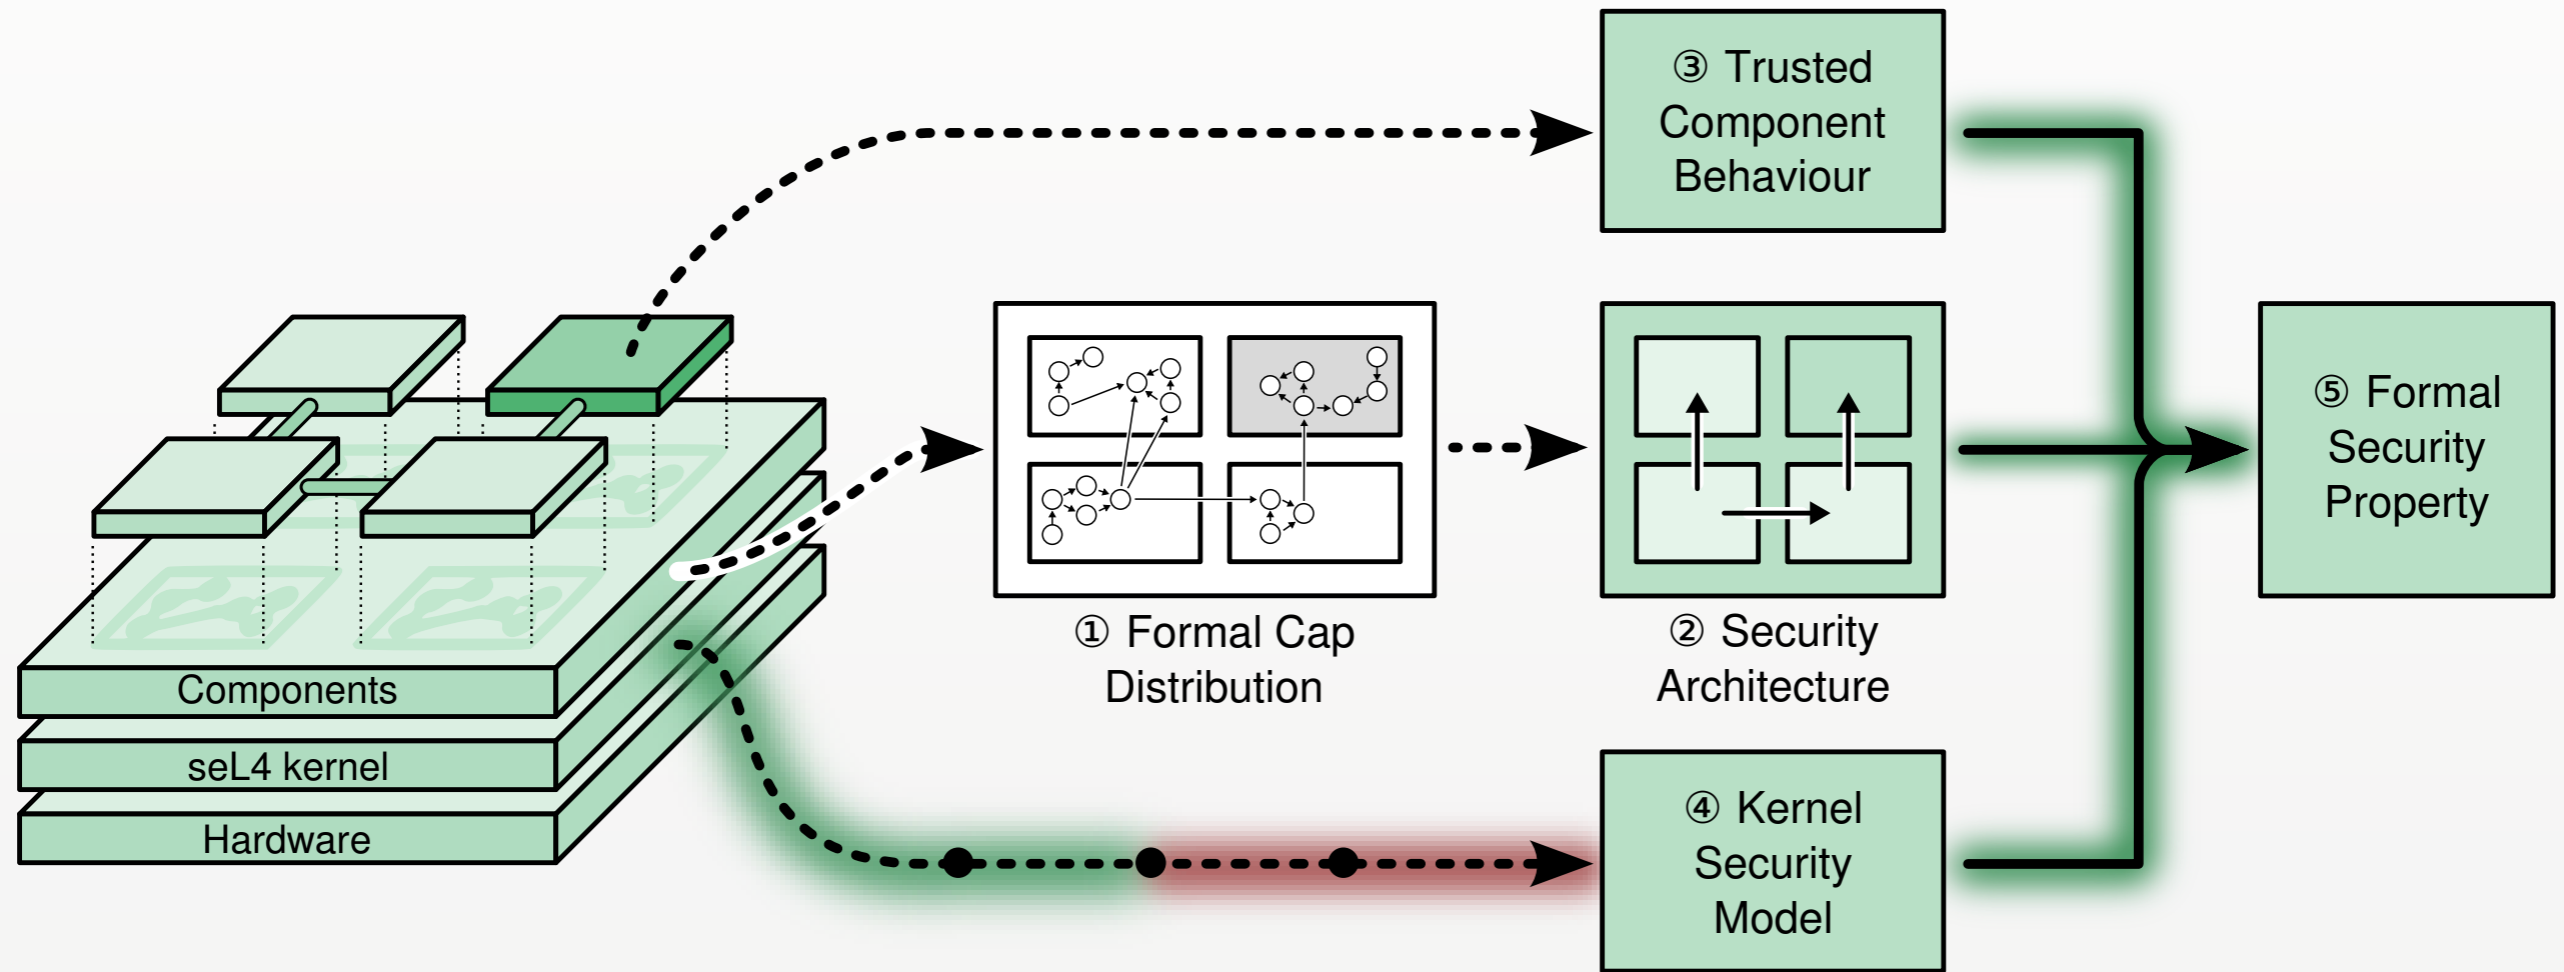 ③ Trusted
Component
Behaviour
① Formal Cap
Distribution
② Security
Architecture
⑤ Formal
Security
Property
Components
seL4 kernel
Hardware
④ Kernel
Security
Model